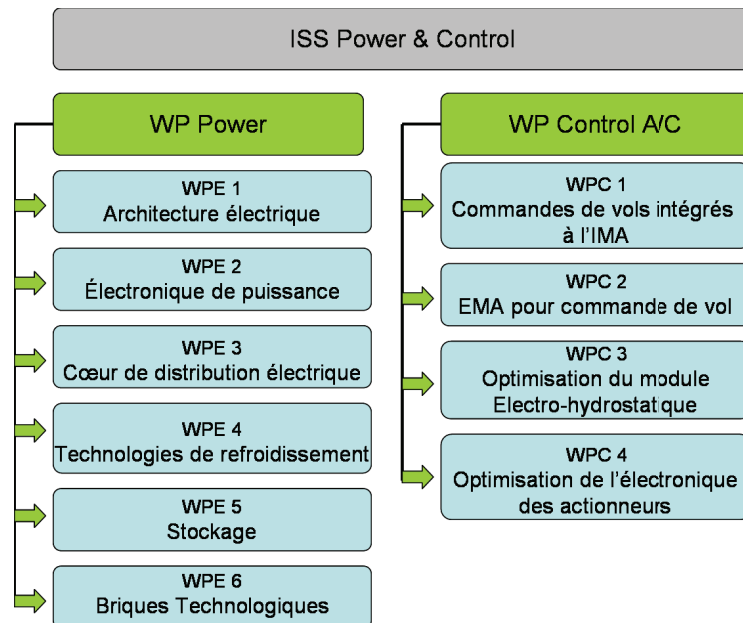 ISS Power & Control
WP Power
WPE 1
Architecture électrique
WPE 2
Électronique de puissance
WPE 3
Cœur de distribution électrique
WPE 4
Technologies de refroidissement
WPE 5
Stockage
WPE 6
Briques Technologiques
WP Control A/C
WPC 1
Commandes de vols intégrés
à l'IMA
WPC 2
EMA pour commande de vol
WPC 3
Optimisation du module
Electro-hydrostatique
WPC 4
Optimisation de l'électronique
des actionneurs